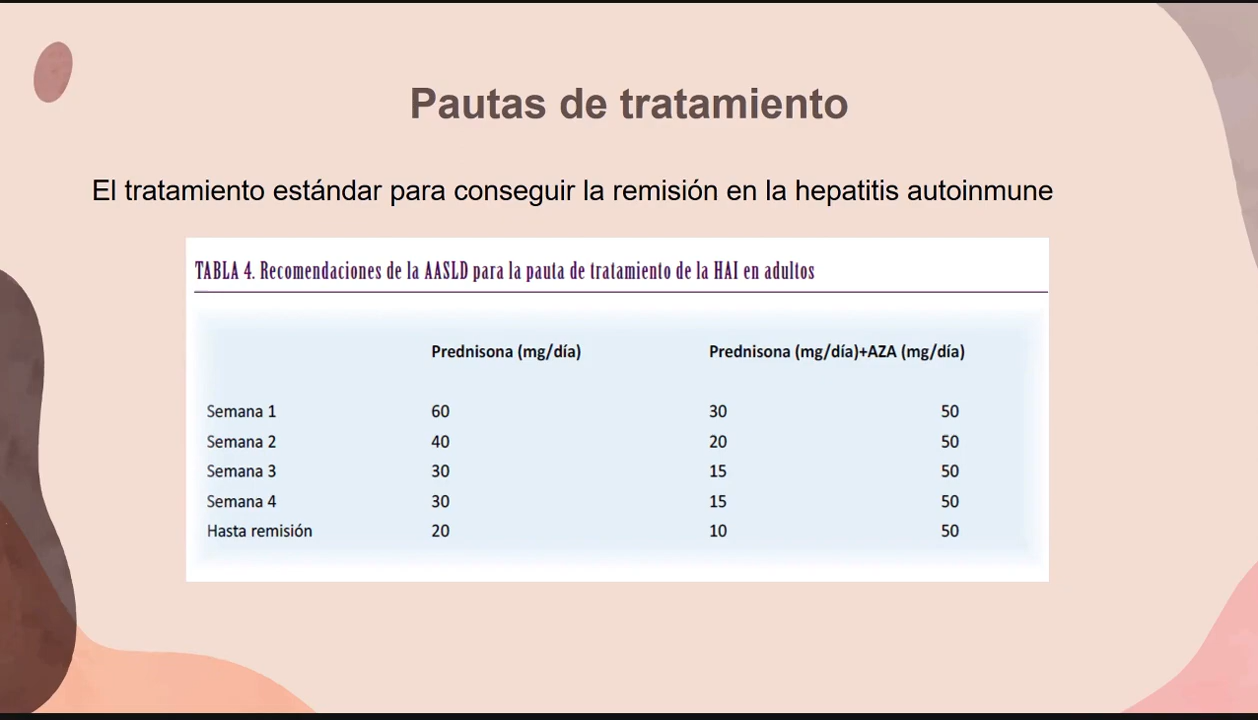 Pautas de tratamiento
El tratamiento estándar para conseguir la remisión en la hepatitis autoinmune
TABLA 4. Recomendaciones de la AASLD para la pauta de tratamiento de la HAI en adultos
Prednisona (mg/día) Prednisona (mg/día)+AZA (mg/día)
Semana 1 60 30 50
Semana 2 40 20 50
Semana 3 30 15 50
Semana 4 30 15 50
Hasta remisión 20 10 50